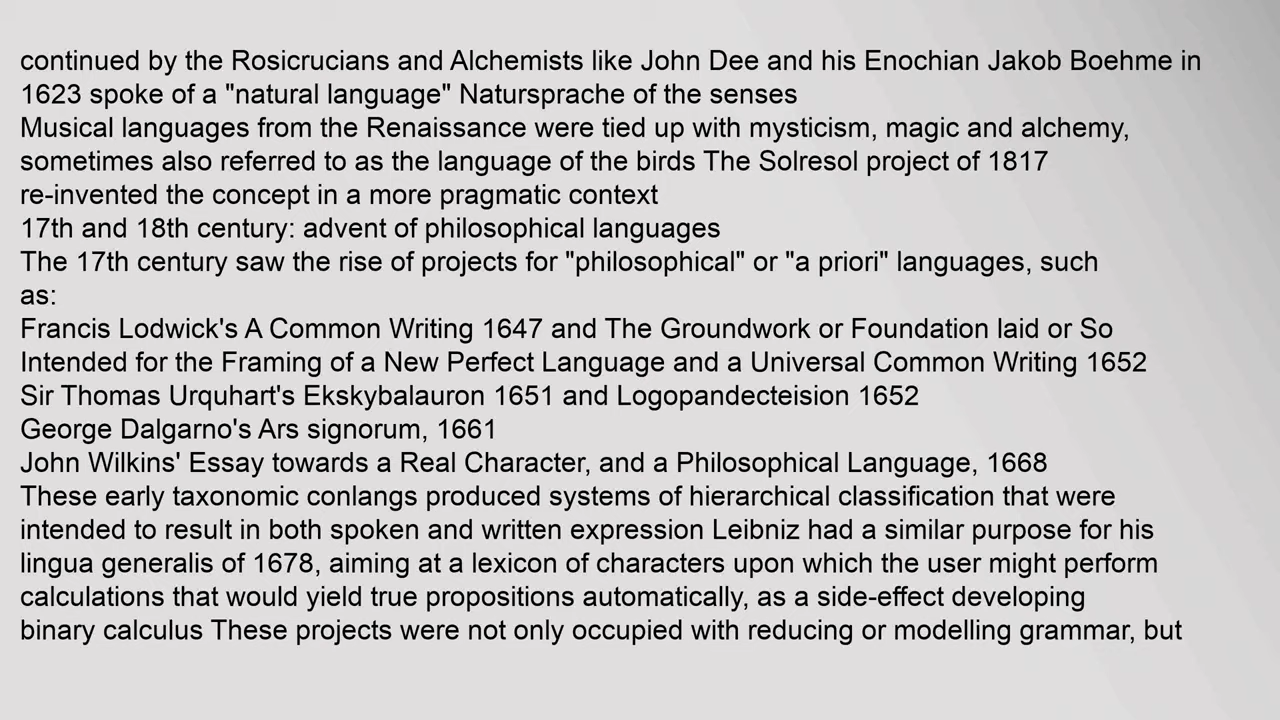 continued by the Rosicrucians and Alchemists like John Dee and his Enochian Jakob Boehme in
1623 spoke of a "natural language" Natursprache of the senses
Musical languages from the Renaissance were tied up with mysticism, magic and alchemy,
sometimes also referred to as the language of the birds The Solresol project of 1817
re-invented the concept in a more pragmatic context
17th and 18th century: advent of philosophical languages
The 17th century saw the rise of projects for "philosophical" or "a priori" languages, such
as:
Francis Lodwick's A Common Writing 1647 and The Groundwork or Foundation laid or So
Intended for the Framing of a New Perfect Language and a Universal Common Writing 1652
Sir Thomas Urquhart's Ekskybalauron 1651 and Logopandecteision 1652
George Dalgarno's Ars signorum, 1661
John Wilkins' Essay towards a Real Character, and a Philosophical Language, 1668
These early taxonomic conlangs produced systems of hierarchical classification that were
intended to result in both spoken and written expression Leibniz had a similar purpose for his
lingua generalis of 1678, aiming at a lexicon of characters upon which the user might perform
calculations that would yield true propositions automatically, as a side-effect developing
binary calculus These projects were not only occupied with reducing or modelling grammar, but